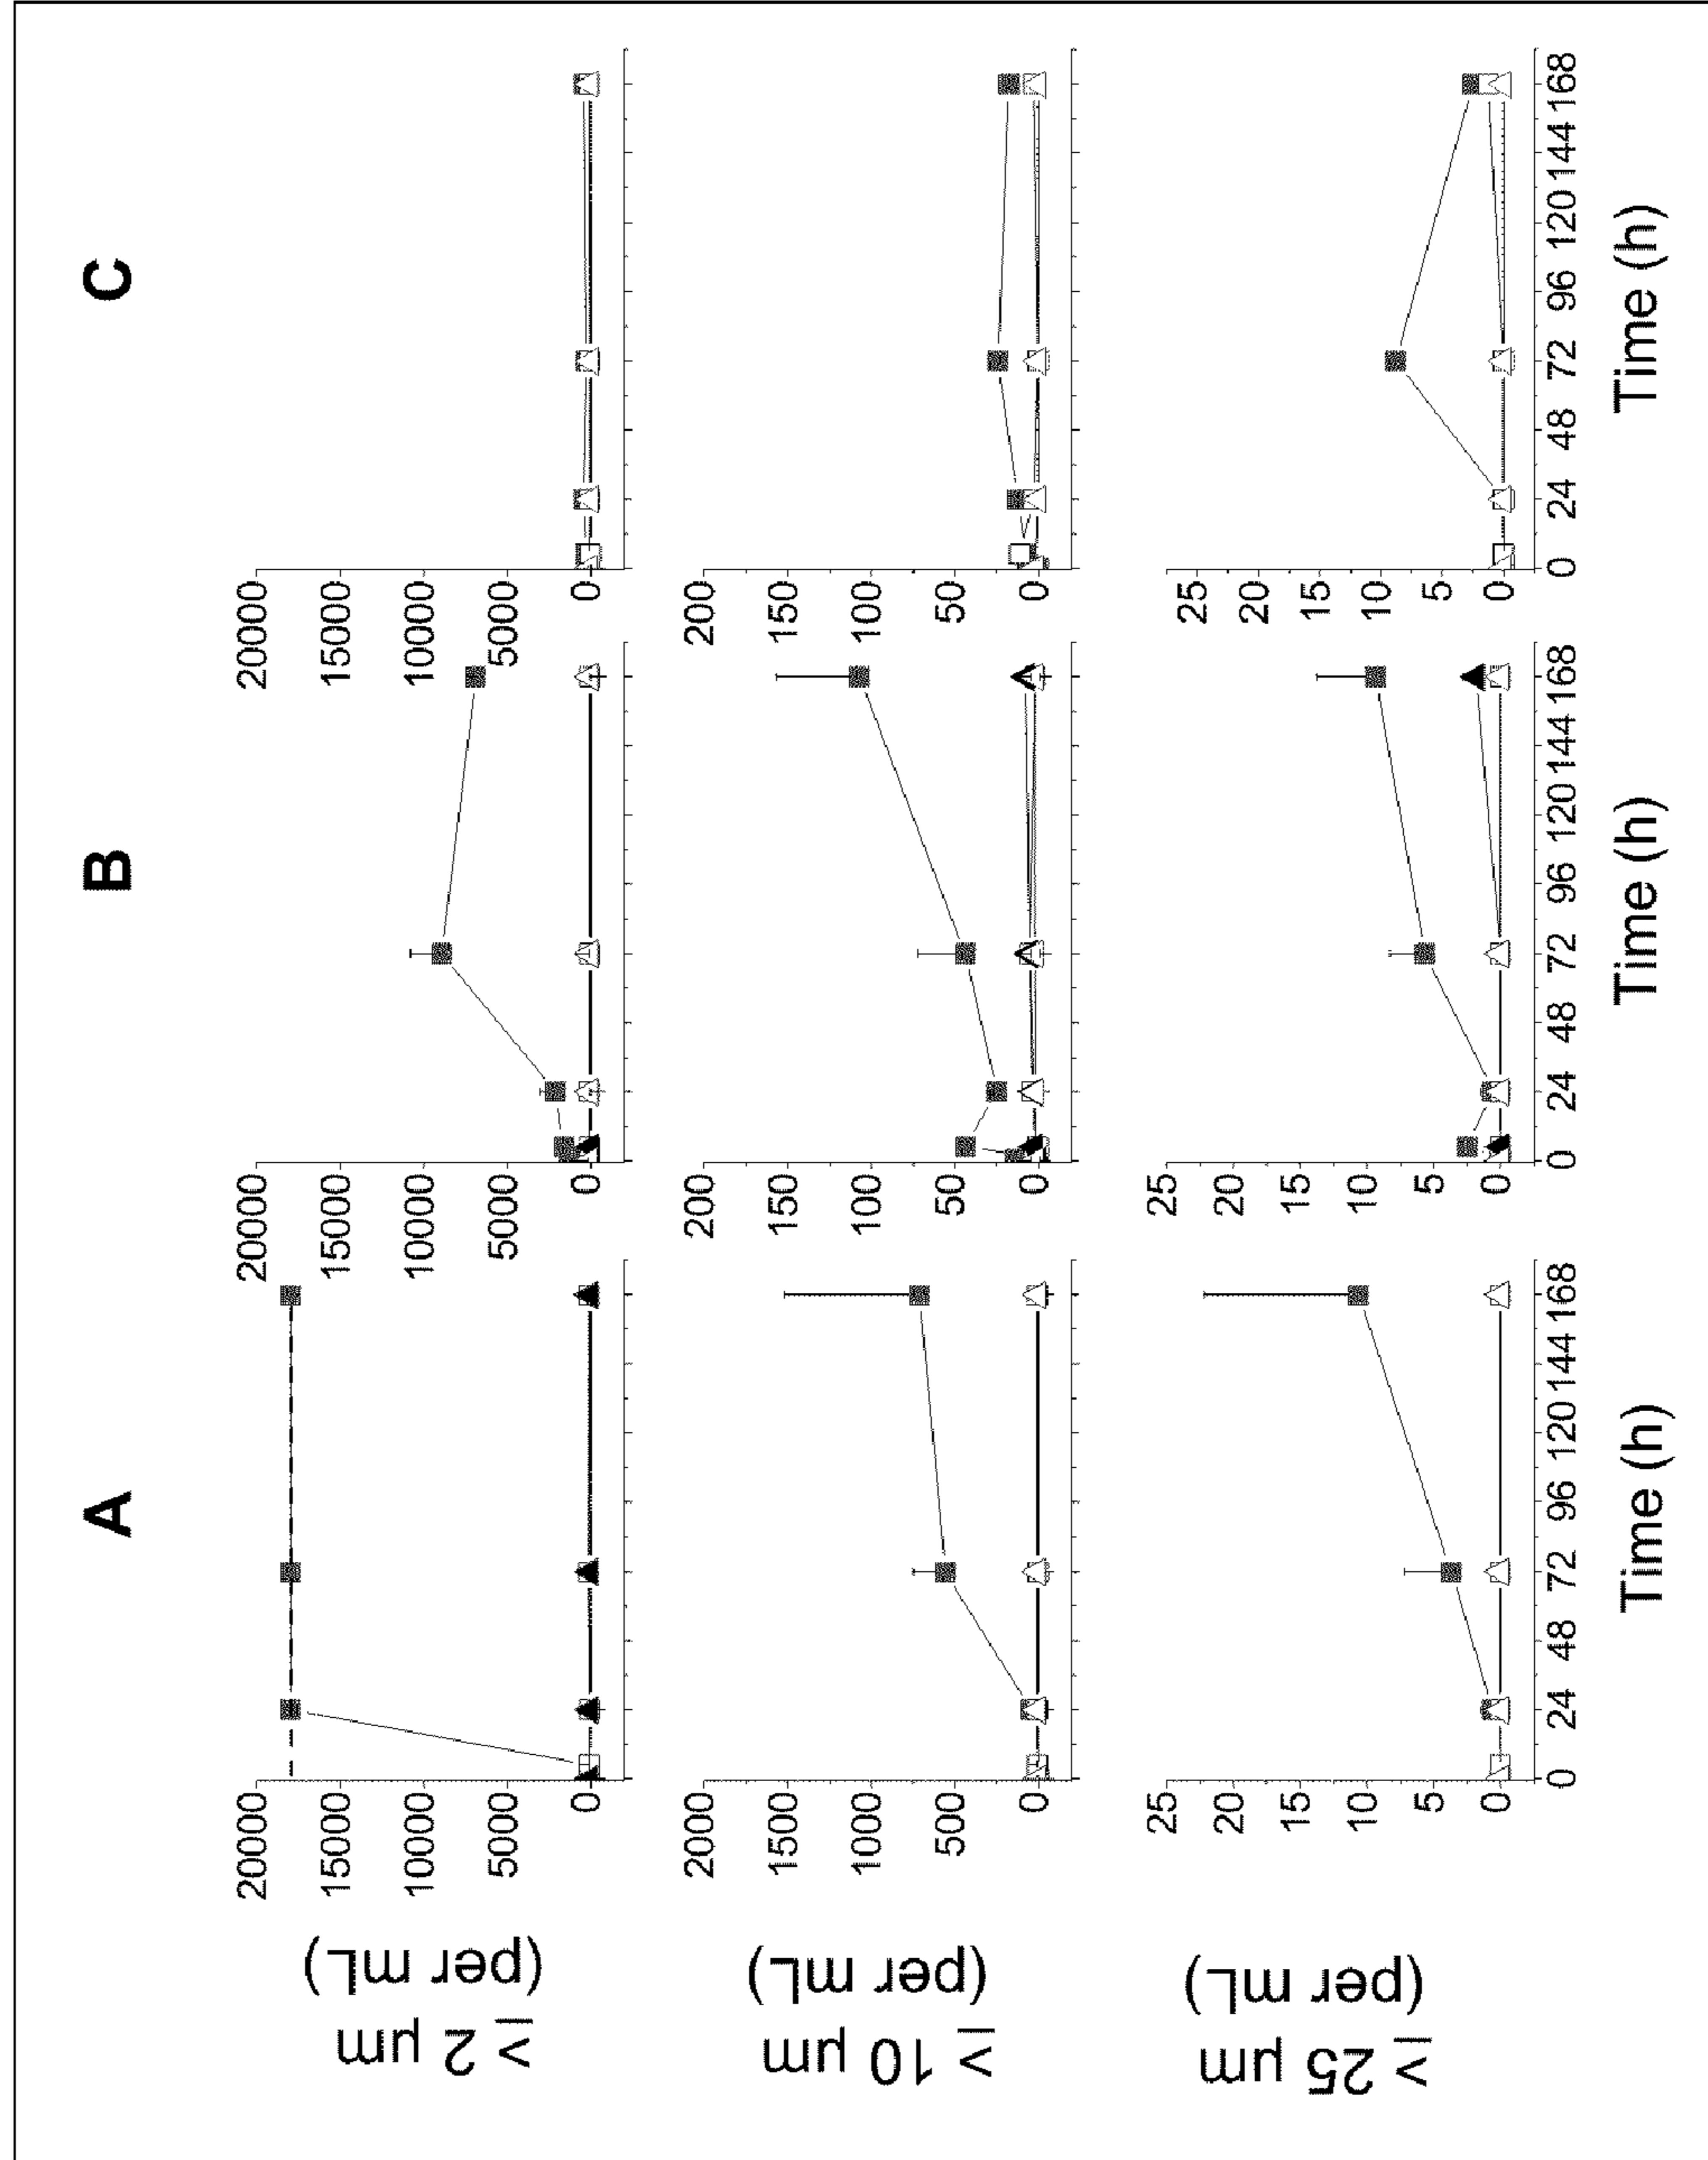 A B C
≥ 2 µm
(per mL)
20000 20000 20000
15000 15000 15000
10000 10000 10000
5000 5000 5000
0 0 0
≥ 10 µm
(per mL)
2000 200 200
1500 150 150
1000 100 100
500 50 50
0 0 0
≥ 25 µm
(per mL)
25 25 25
20 20 20
15 15 15
10 10 10
5 5 5
0 0 0
0 24 48 72 96 120 144 168 0 24 48 72 96 120 144 168 0 24 48 72 96 120 144 168
Time (h) Time (h) Time (h)